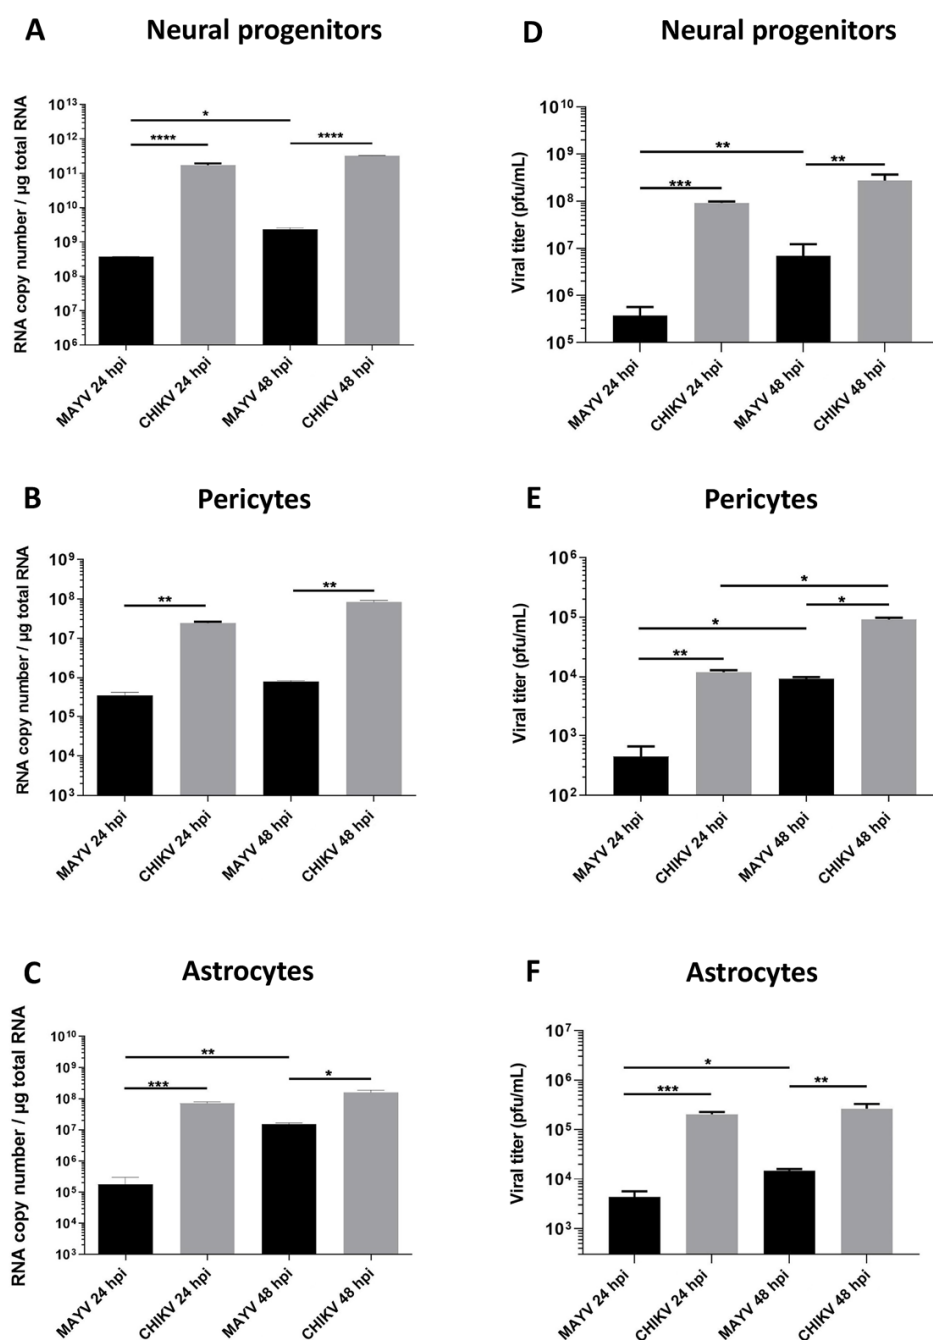 A
Neural progenitors
RNA copy number / µg total RNA
10¹³
10¹²
10¹¹
10¹⁰
10⁹
10⁸
10⁷
10⁶
*
****
****
MAYV 24 hpi
CHIKV 24 hpi
MAYV 48 hpi
CHIKV 48 hpi
D
Neural progenitors
Viral titer (pfu/mL)
10¹⁰
10⁹
10⁸
10⁷
10⁶
10⁵
**
**
***
MAYV 24 hpi
CHIKV 24 hpi
MAYV 48 hpi
CHIKV 48 hpi
B
Pericytes
RNA copy number / µg total RNA
10⁹
10⁸
10⁷
10⁶
10⁵
10⁴
10³
**
**
MAYV 24 hpi
CHIKV 24 hpi
MAYV 48 hpi
CHIKV 48 hpi
E
Pericytes
Viral titer (pfu/mL)
10⁶
10⁵
10⁴
10³
10²
*
*
*
**
MAYV 24 hpi
CHIKV 24 hpi
MAYV 48 hpi
CHIKV 48 hpi
C
Astrocytes
RNA copy number / µg total RNA
10¹⁰
10⁹
10⁸
10⁷
10⁶
10⁵
10⁴
10³
**
***
*
MAYV 24 hpi
CHIKV 24 hpi
MAYV 48 hpi
CHIKV 48 hpi
F
Astrocytes
Viral titer (pfu/mL)
10⁷
10⁶
10⁵
10⁴
10³
*
***
**
MAYV 24 hpi
CHIKV 24 hpi
MAYV 48 hpi
CHIKV 48 hpi